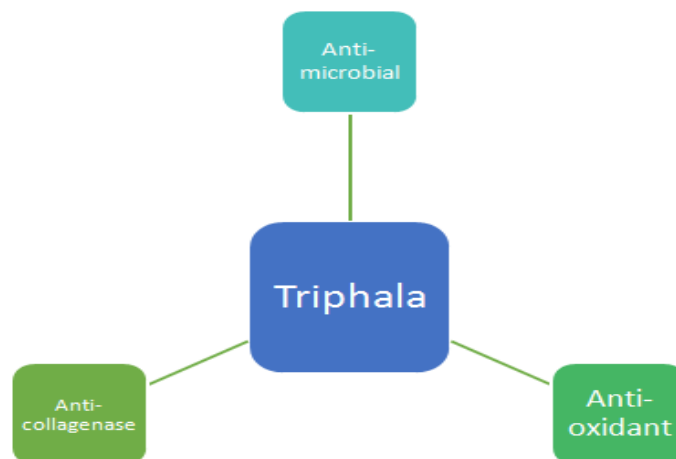 Anti-
microbial
Triphala
Anti-
collagenase
Anti-
oxidant